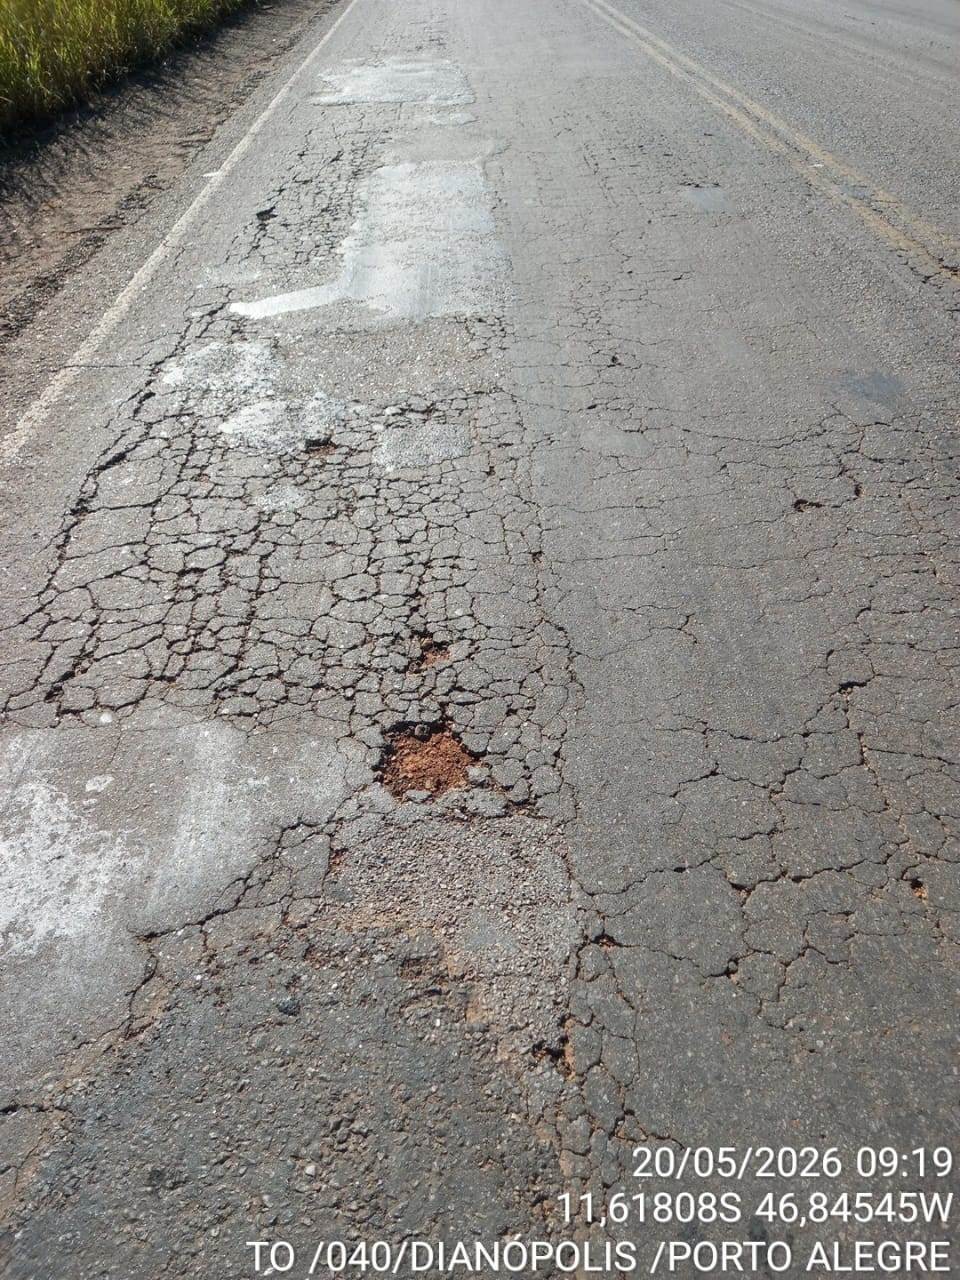 20/05/2026 09:19
11,61808S 46,84545W
TO /040/DIANÓPOLIS /PORTO ALEGRE